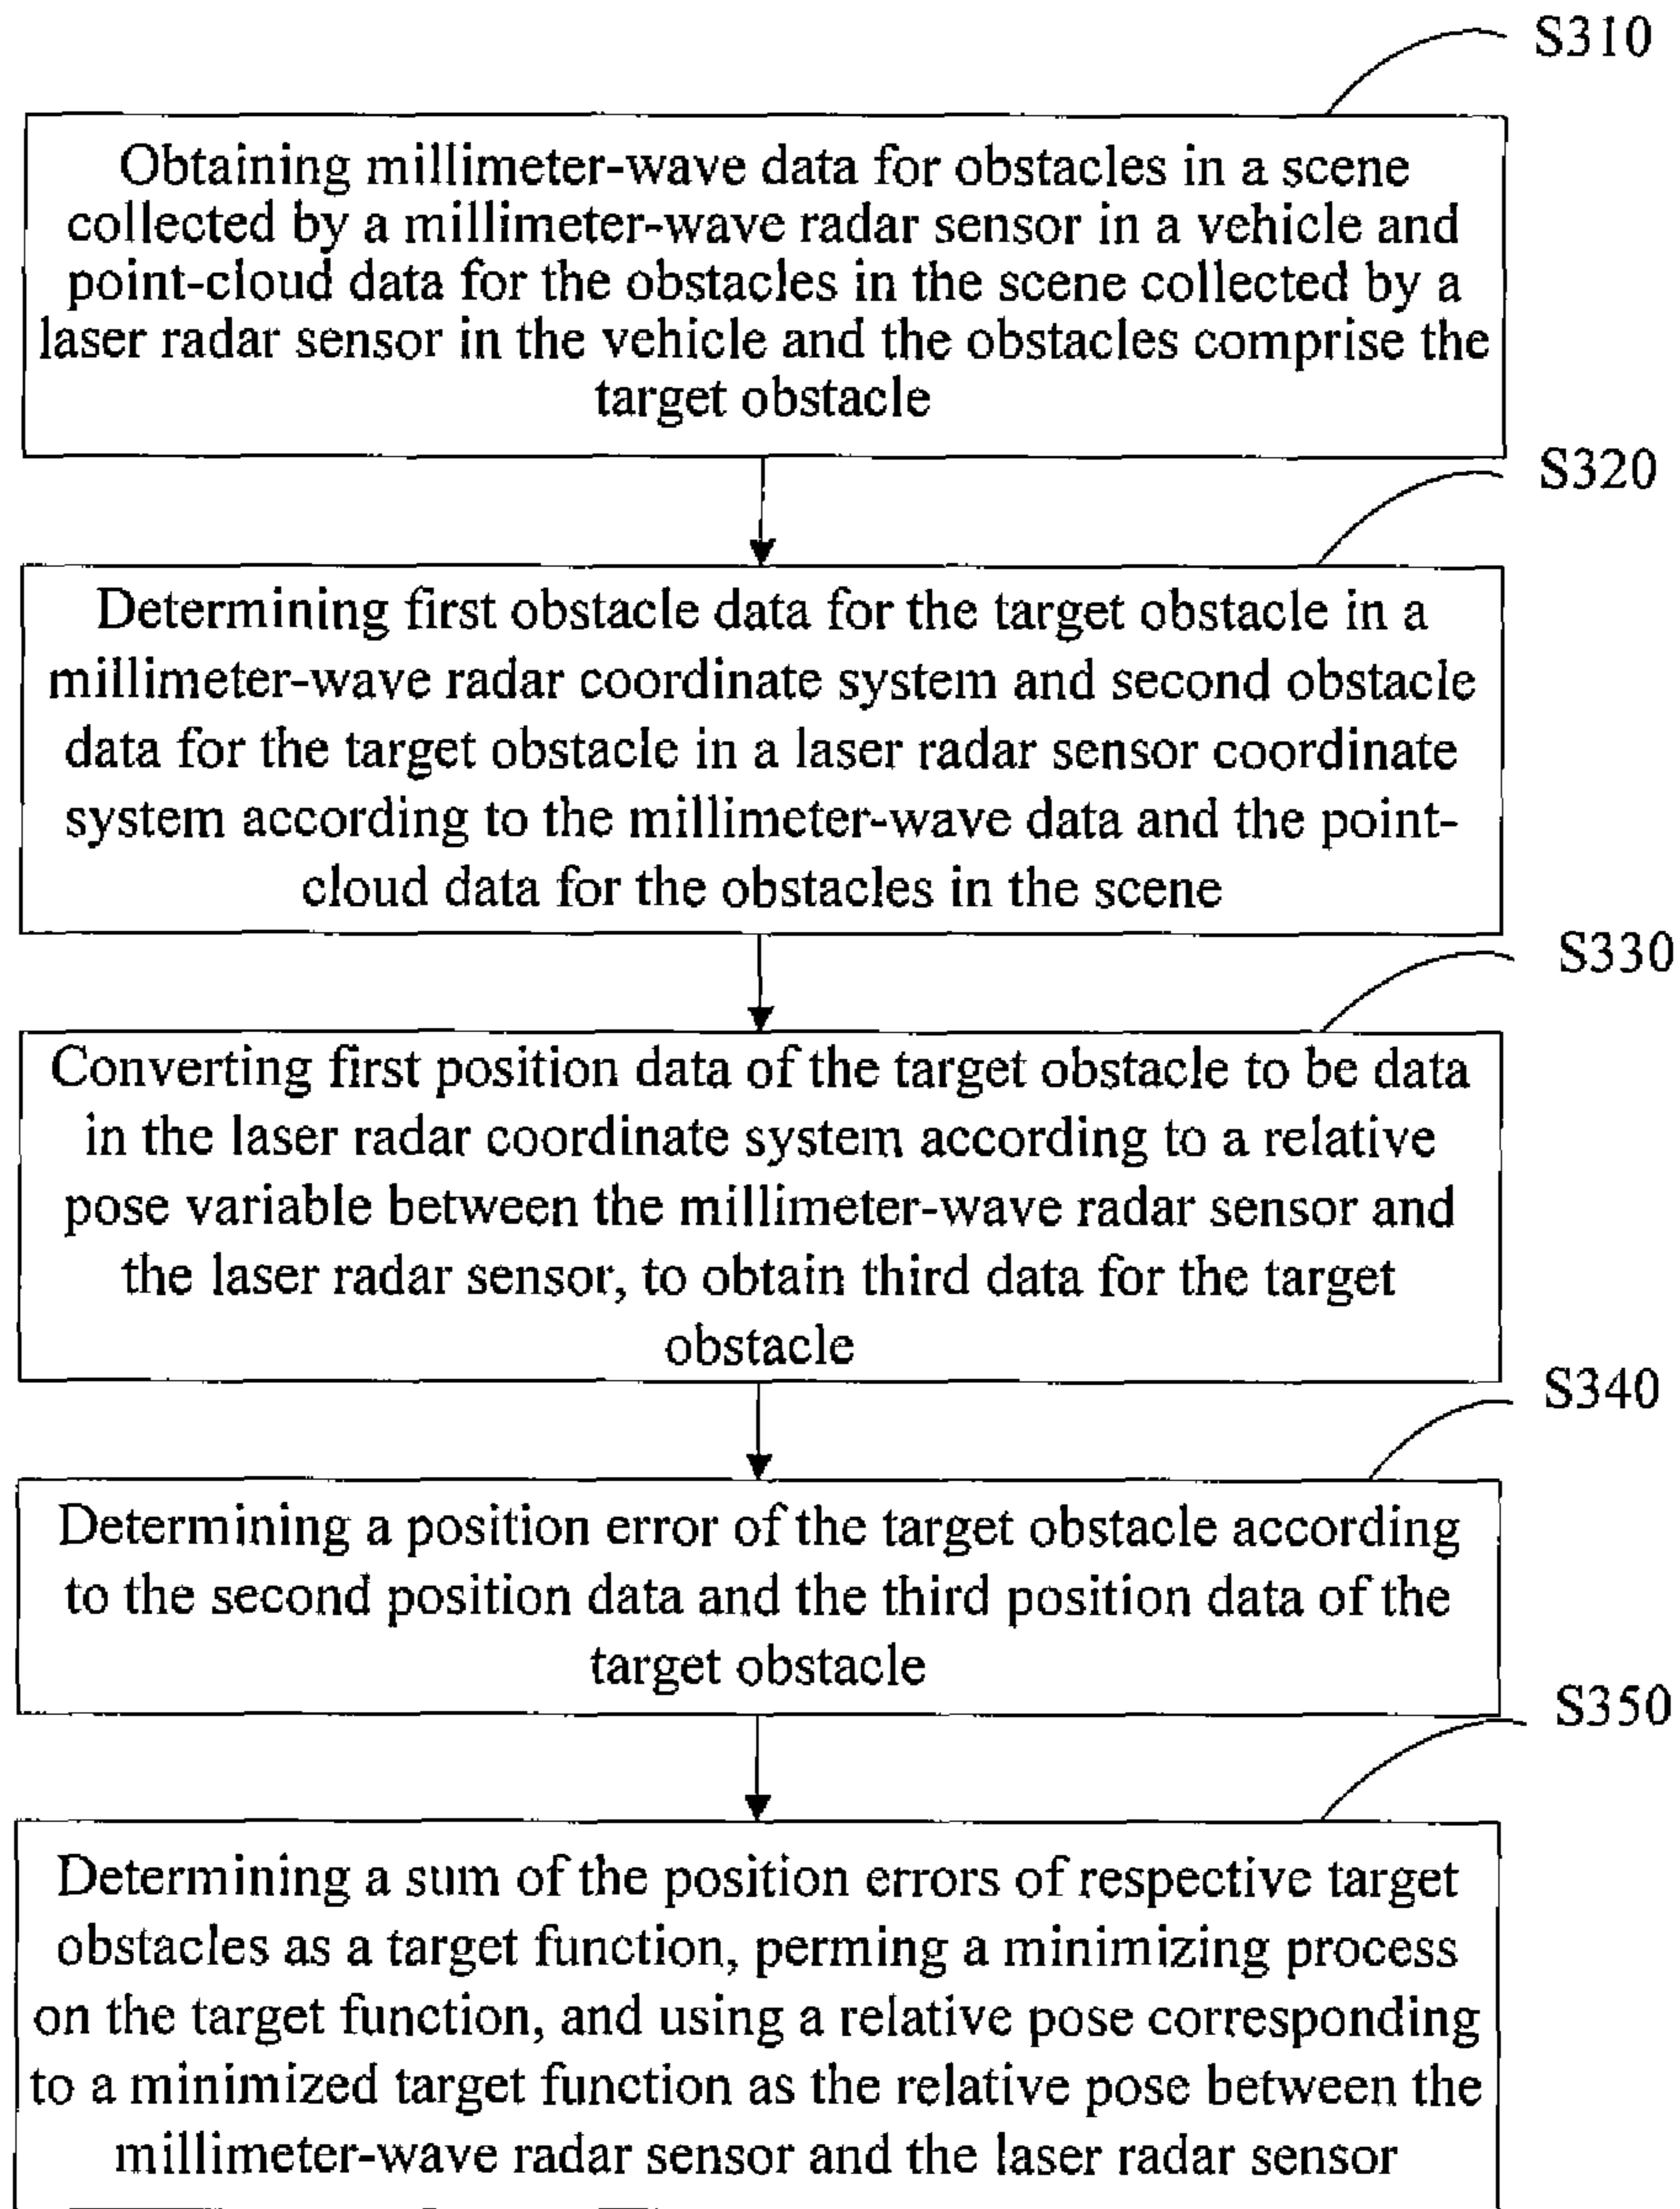 S310
Obtaining millimeter-wave data for obstacles in a scene
collected by a millimeter-wave radar sensor in a vehicle and
point-cloud data for the obstacles in the scene collected by a
laser radar sensor in the vehicle and the obstacles comprise the
target obstacle
S320
Determining first obstacle data for the target obstacle in a
millimeter-wave radar coordinate system and second obstacle
data for the target obstacle in a laser radar sensor coordinate
system according to the millimeter-wave data and the point-
cloud data for the obstacles in the scene
S330
Converting first position data of the target obstacle to be data
in the laser radar coordinate system according to a relative
pose variable between the millimeter-wave radar sensor and
the laser radar sensor, to obtain third data for the target
obstacle
S340
Determining a position error of the target obstacle according
to the second position data and the third position data of the
target obstacle
S350
Determining a sum of the position errors of respective target
obstacles as a target function, perming a minimizing process
on the target function, and using a relative pose corresponding
to a minimized target function as the relative pose between the
millimeter-wave radar sensor and the laser radar sensor